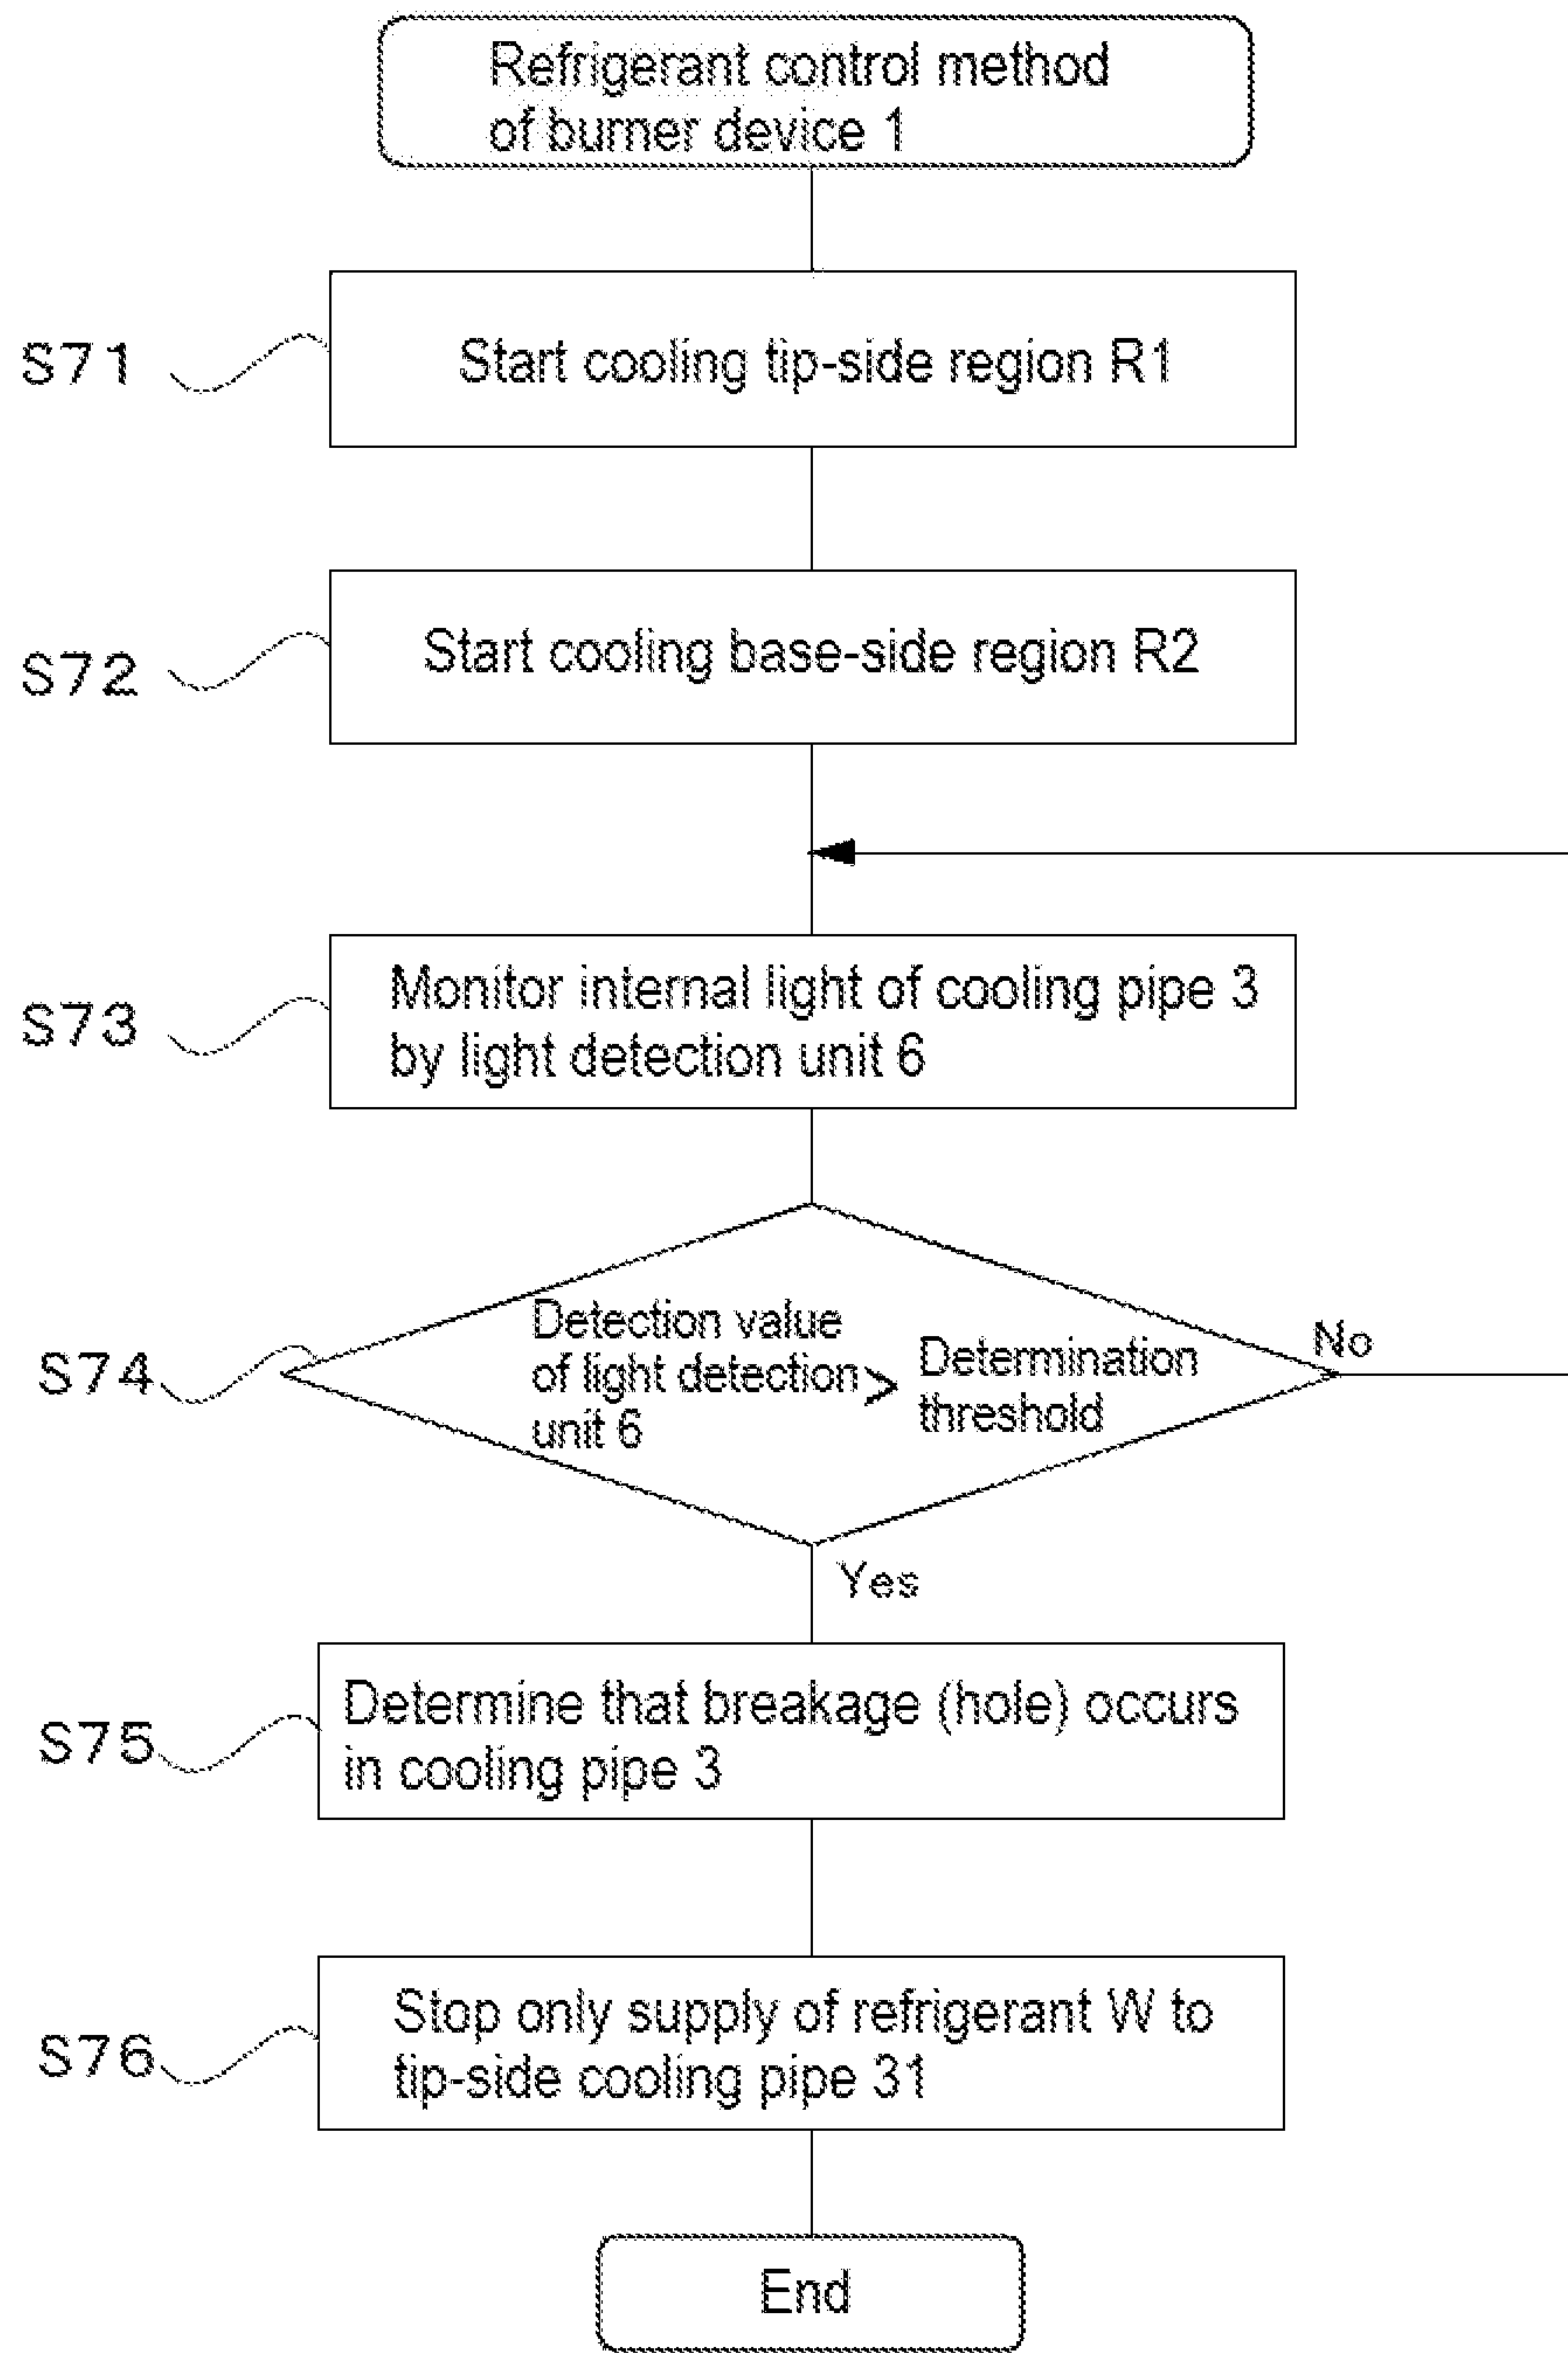 Refrigerant control method
of burner device 1
S71
Start cooling tip-side region R1
S72
Start cooling base-side region R2
S73
Monitor internal light of cooling pipe 3
by light detection unit 6
S74
Detection value
of light detection
unit 6
>
Determination
threshold
No
Yes
S75
Determine that breakage (hole) occurs
in cooling pipe 3
S76
Stop only supply of refrigerant W to
tip-side cooling pipe 31
End